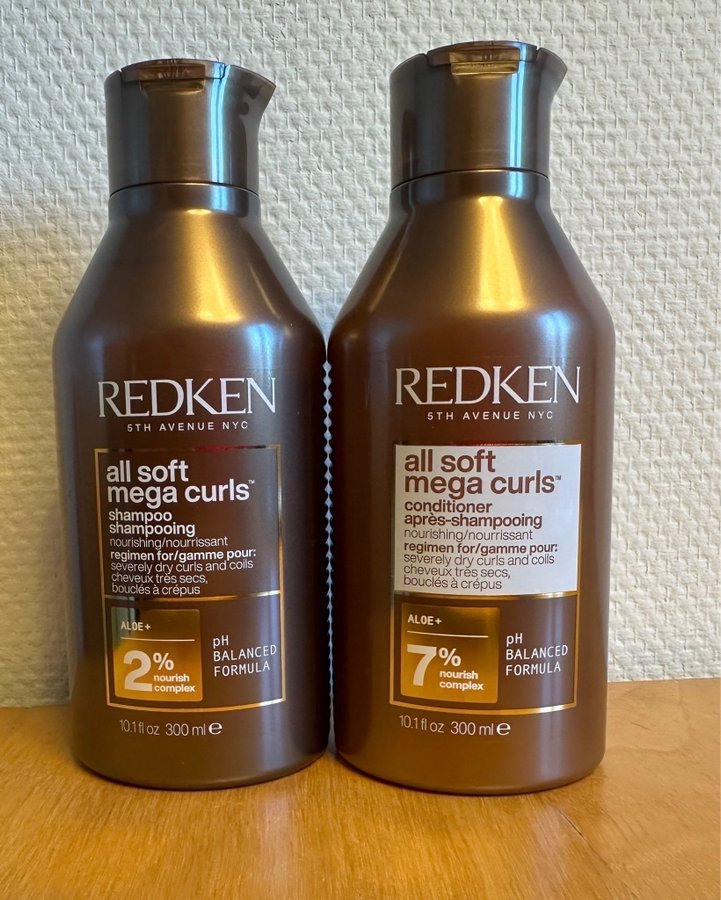 REDKEN
5TH AVENUE NYC
all soft
mega curls™
shampoo
shampooing
nourishing/nourrissant
regimen for/gamme pour:
severely dry curls and coils
cheveux très secs,
bouclés à crépus
ALOE+
2%
nourish
complex
pH
BALANCED
FORMULA
10.1 fl oz 300 ml ℮
REDKEN
5TH AVENUE NYC
all soft
mega curls™
conditioner
après-shampooing
nourishing/nourrissant
regimen for/gamme pour:
severely dry curls and coils
cheveux très secs,
bouclés à crépus
ALOE+
7%
nourish
complex
pH
BALANCED
FORMULA
10.1 fl oz 300 ml ℮